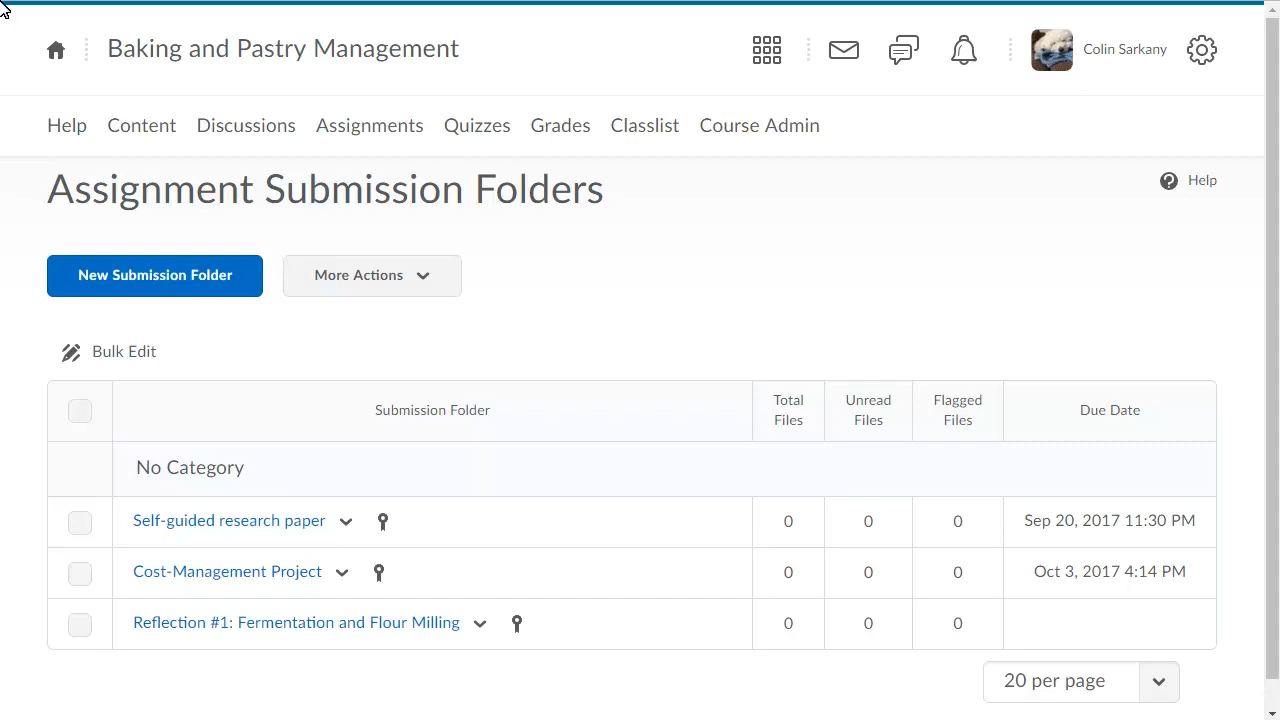 Baking and Pastry Management
Colin Sarkany
Help Content Discussions Assignments Quizzes Grades Classlist Course Admin
Assignment Submission Folders
Help
New Submission Folder
More Actions
Bulk Edit
Submission Folder Total Files Unread Files Flagged Files Due Date
No Category
Self-guided research paper 0 0 0 Sep 20, 2017 11:30 PM
Cost-Management Project 0 0 0 Oct 3, 2017 4:14 PM
Reflection #1: Fermentation and Flour Milling 0 0 0
20 per page